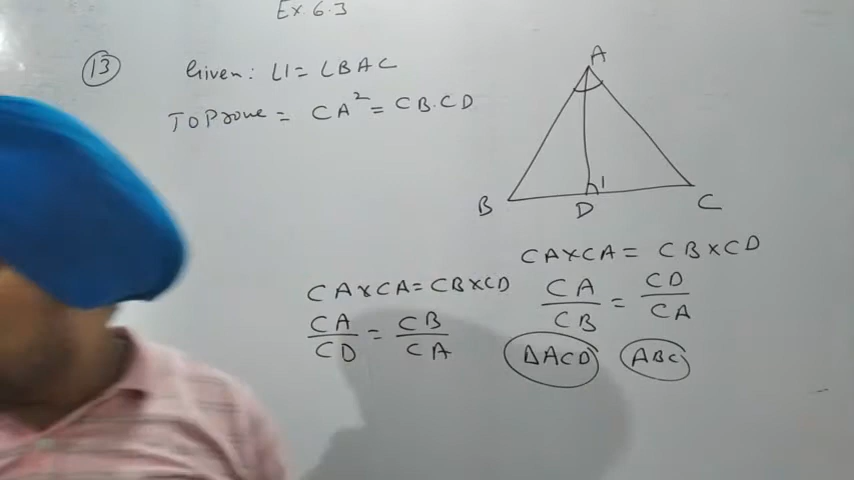 Ex 6.3
13 Given: ∠1 = ∠BAC
TO Prove = CA² = CB.CD
A
1
B D C
CA×CA = CB×CD
CA/CB = CD/CA
CA×CA = CB×CD
CA/CD = CB/CA
ΔACD ABC